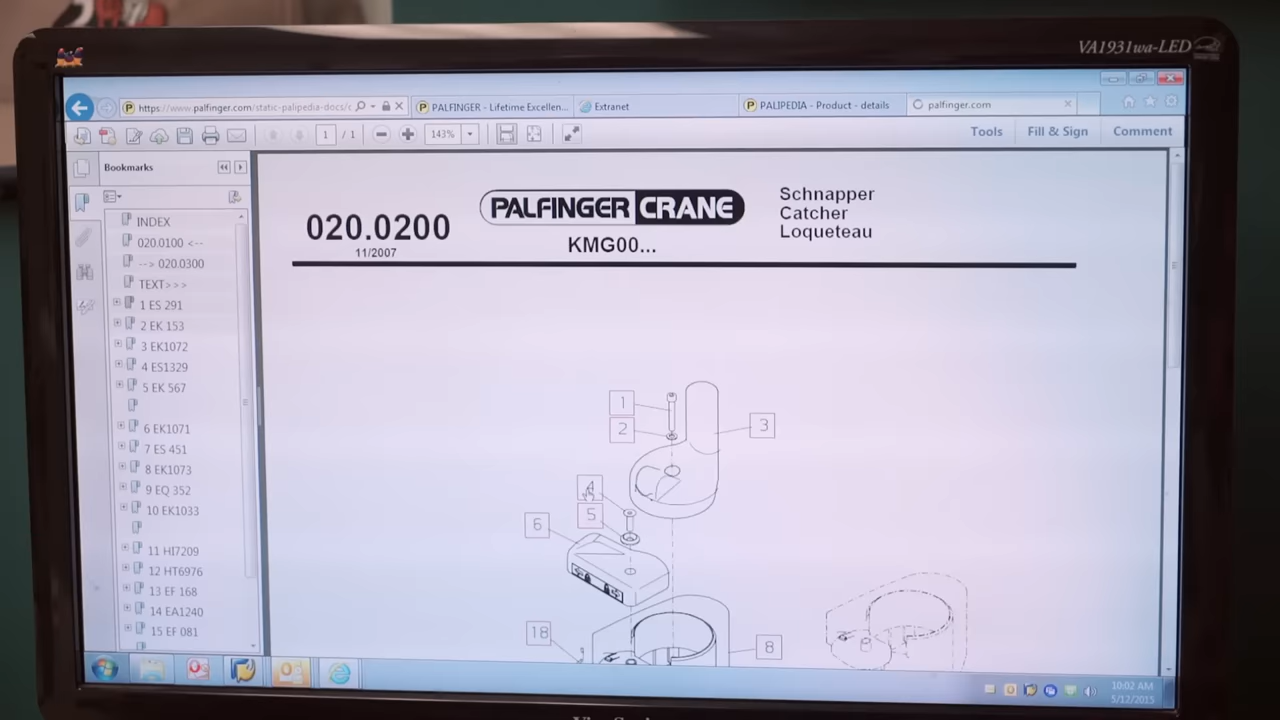 VA1931wa-LED
https://www.palfinger.com/static-palipedia-docs/c
PALFINGER - Lifetime Excellen...
Extranet
PALIPEDIA - Product - details
palfinger.com
1 / 1
143%
Tools
Fill & Sign
Comment
Bookmarks
INDEX
020.0100 <--
--> 020.0300
TEXT>>>
1 ES 291
2 EK 153
3 EK1072
4 ES1329
5 EK 567
6 EK1071
7 ES 451
8 EK1073
9 EQ 352
10 EK1033
11 HI7209
12 HT6976
13 EF 168
14 EA1240
15 EF 081
020.0200
11/2007
PALFINGER CRANE
KMG00...
Schnapper
Catcher
Loqueteau
1
2
3
4
5
6
18
8
10:02 AM
5/12/2015